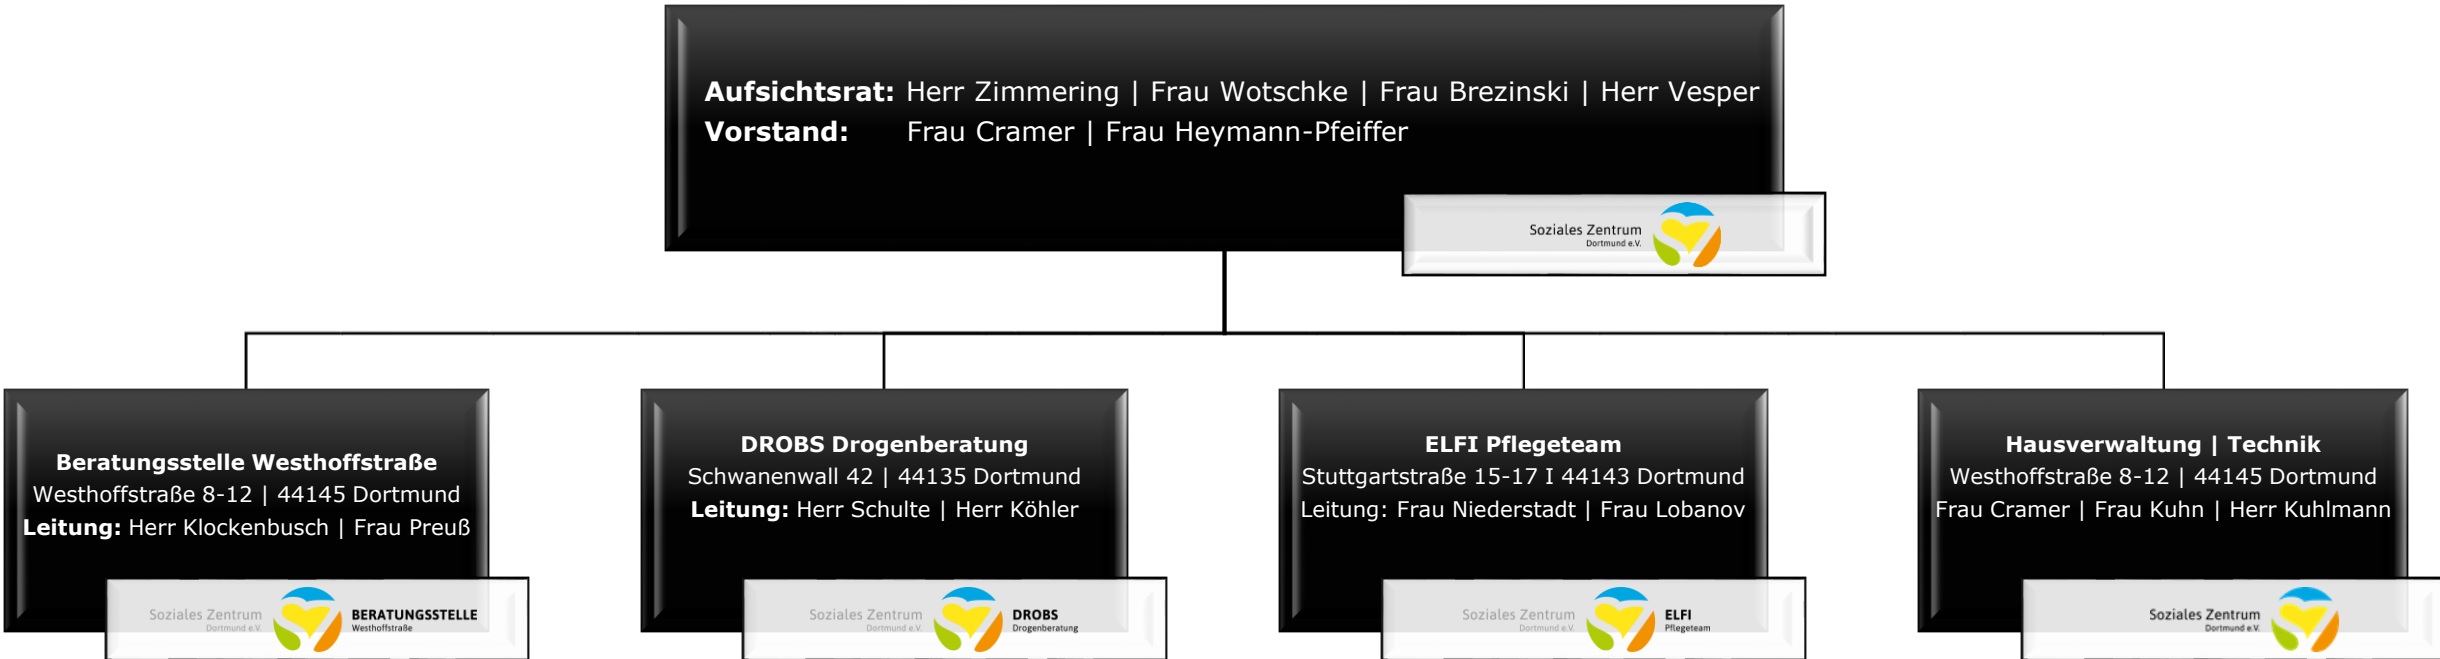 Aufsichtsrat: Herr Zimmering | Frau Wotschke | Frau Brezinski | Herr Vesper
Vorstand: Frau Cramer | Frau Heymann-Pfeiffer
Soziales Zentrum
Dortmund e.V.
Beratungsstelle Westhoffstraße
Westhoffstraße 8-12 | 44145 Dortmund
Leitung: Herr Klockenbusch | Frau Preuß
Soziales Zentrum
Dortmund e.V.
BERATUNGSSTELLE
Westhoffstraße
DROBS Drogenberatung
Schwanenwall 42 | 44135 Dortmund
Leitung: Herr Schulte | Herr Köhler
Soziales Zentrum
Dortmund e.V.
DROBS
Drogenberatung
ELFI Pflegeteam
Stuttgartstraße 15-17 I 44143 Dortmund
Leitung: Frau Niederstadt | Frau Lobanov
Soziales Zentrum
Dortmund e.V.
ELFI
Pflegeteam
Hausverwaltung | Technik
Westhoffstraße 8-12 | 44145 Dortmund
Frau Cramer | Frau Kuhn | Herr Kuhlmann
Soziales Zentrum
Dortmund e.V.